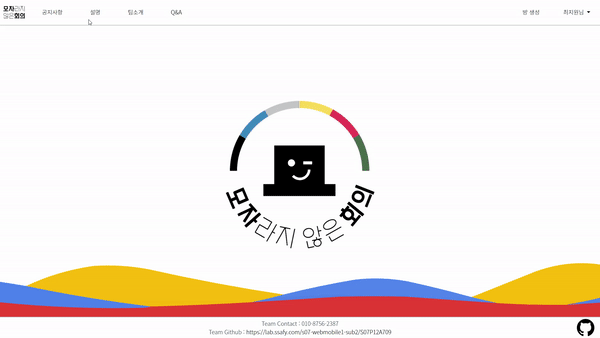 모자라지
않은회의
공지사항
설명
팀소개
Q&A
방 생성
최지원님
모자라지 않은 회의
Team Contact : 010-8756-2387
Team Github : https://lab.ssafy.com/s07-webmobile1-sub2/S07P12A709